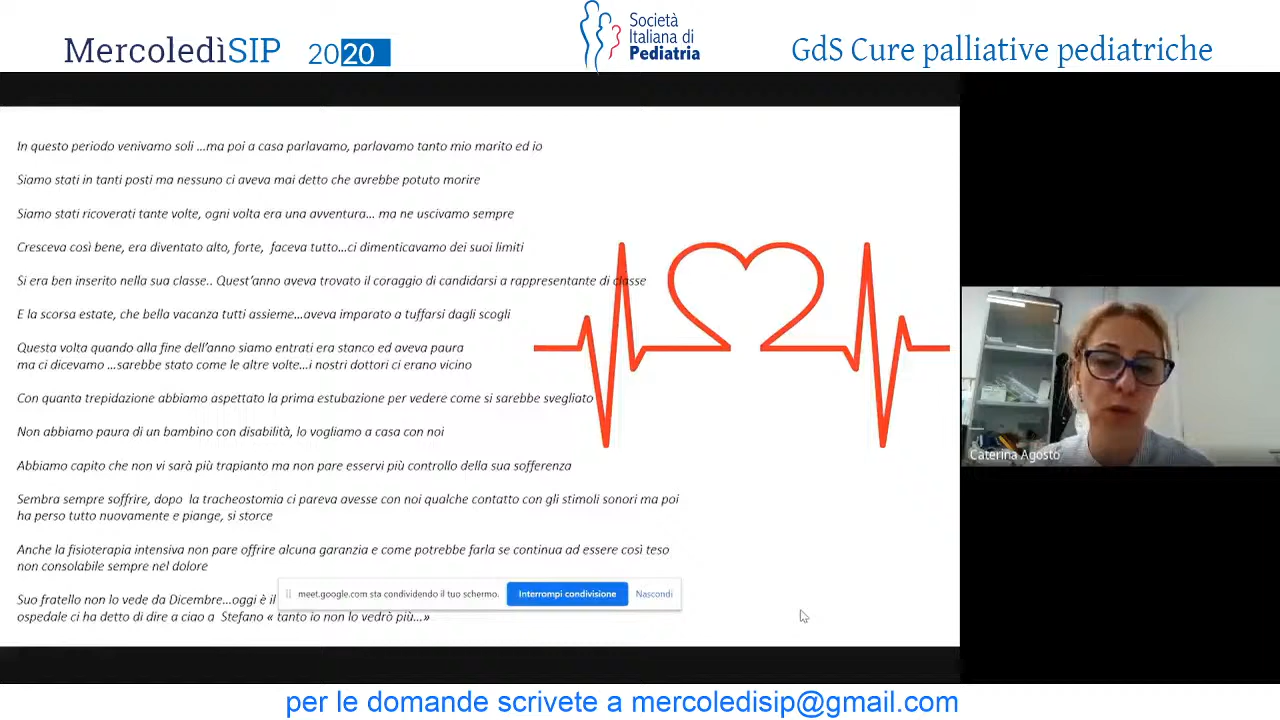 MercoledìSIP 2020
Società
Italiana di
Pediatria
GdS Cure palliative pediatriche
In questo periodo venivamo soli ...ma poi a casa parlavamo, parlavamo tanto mio marito ed io
Siamo stati in tanti posti ma nessuno ci aveva mai detto che avrebbe potuto morire
Siamo stati ricoverati tante volte, ogni volta era una avventura... ma ne uscivamo sempre
Cresceva così bene, era diventato alto, forte, faceva tutto...ci dimenticavamo dei suoi limiti
Si era ben inserito nella sua classe.. Quest'anno aveva trovato il coraggio di candidarsi a rappresentante di classe
E la scorsa estate, che bella vacanza tutti assieme...aveva imparato a tuffarsi dagli scogli
Questa volta quando alla fine dell'anno siamo entrati era stanco ed aveva paura
ma ci dicevamo ...sarebbe stato come le altre volte...i nostri dottori ci erano vicino
Con quanta trepidazione abbiamo aspettato la prima estubazione per vedere come si sarebbe svegliato
Non abbiamo paura di un bambino con disabilità, lo vogliamo a casa con noi
Abbiamo capito che non vi sarà più trapianto ma non pare esservi più controllo della sua sofferenza
Sembra sempre soffrire, dopo la tracheostomia ci pareva avesse con noi qualche contatto con gli stimoli sonori ma poi
ha perso tutto nuovamente e piange, si storce
Anche la fisioterapia intensiva non pare offrire alcuna garanzia e come potrebbe farla se continua ad essere così teso
non consolabile sempre nel dolore
Suo fratello non lo vede da Dicembre...oggi è il
ospedale ci ha detto di dire a ciao a Stefano « tanto io non lo vedrò più...»
meet.google.com sta condividendo il tuo schermo.
Interrompi condivisione
Nascondi
Caterina Agosto
per le domande scrivete a mercoledisip@gmail.com